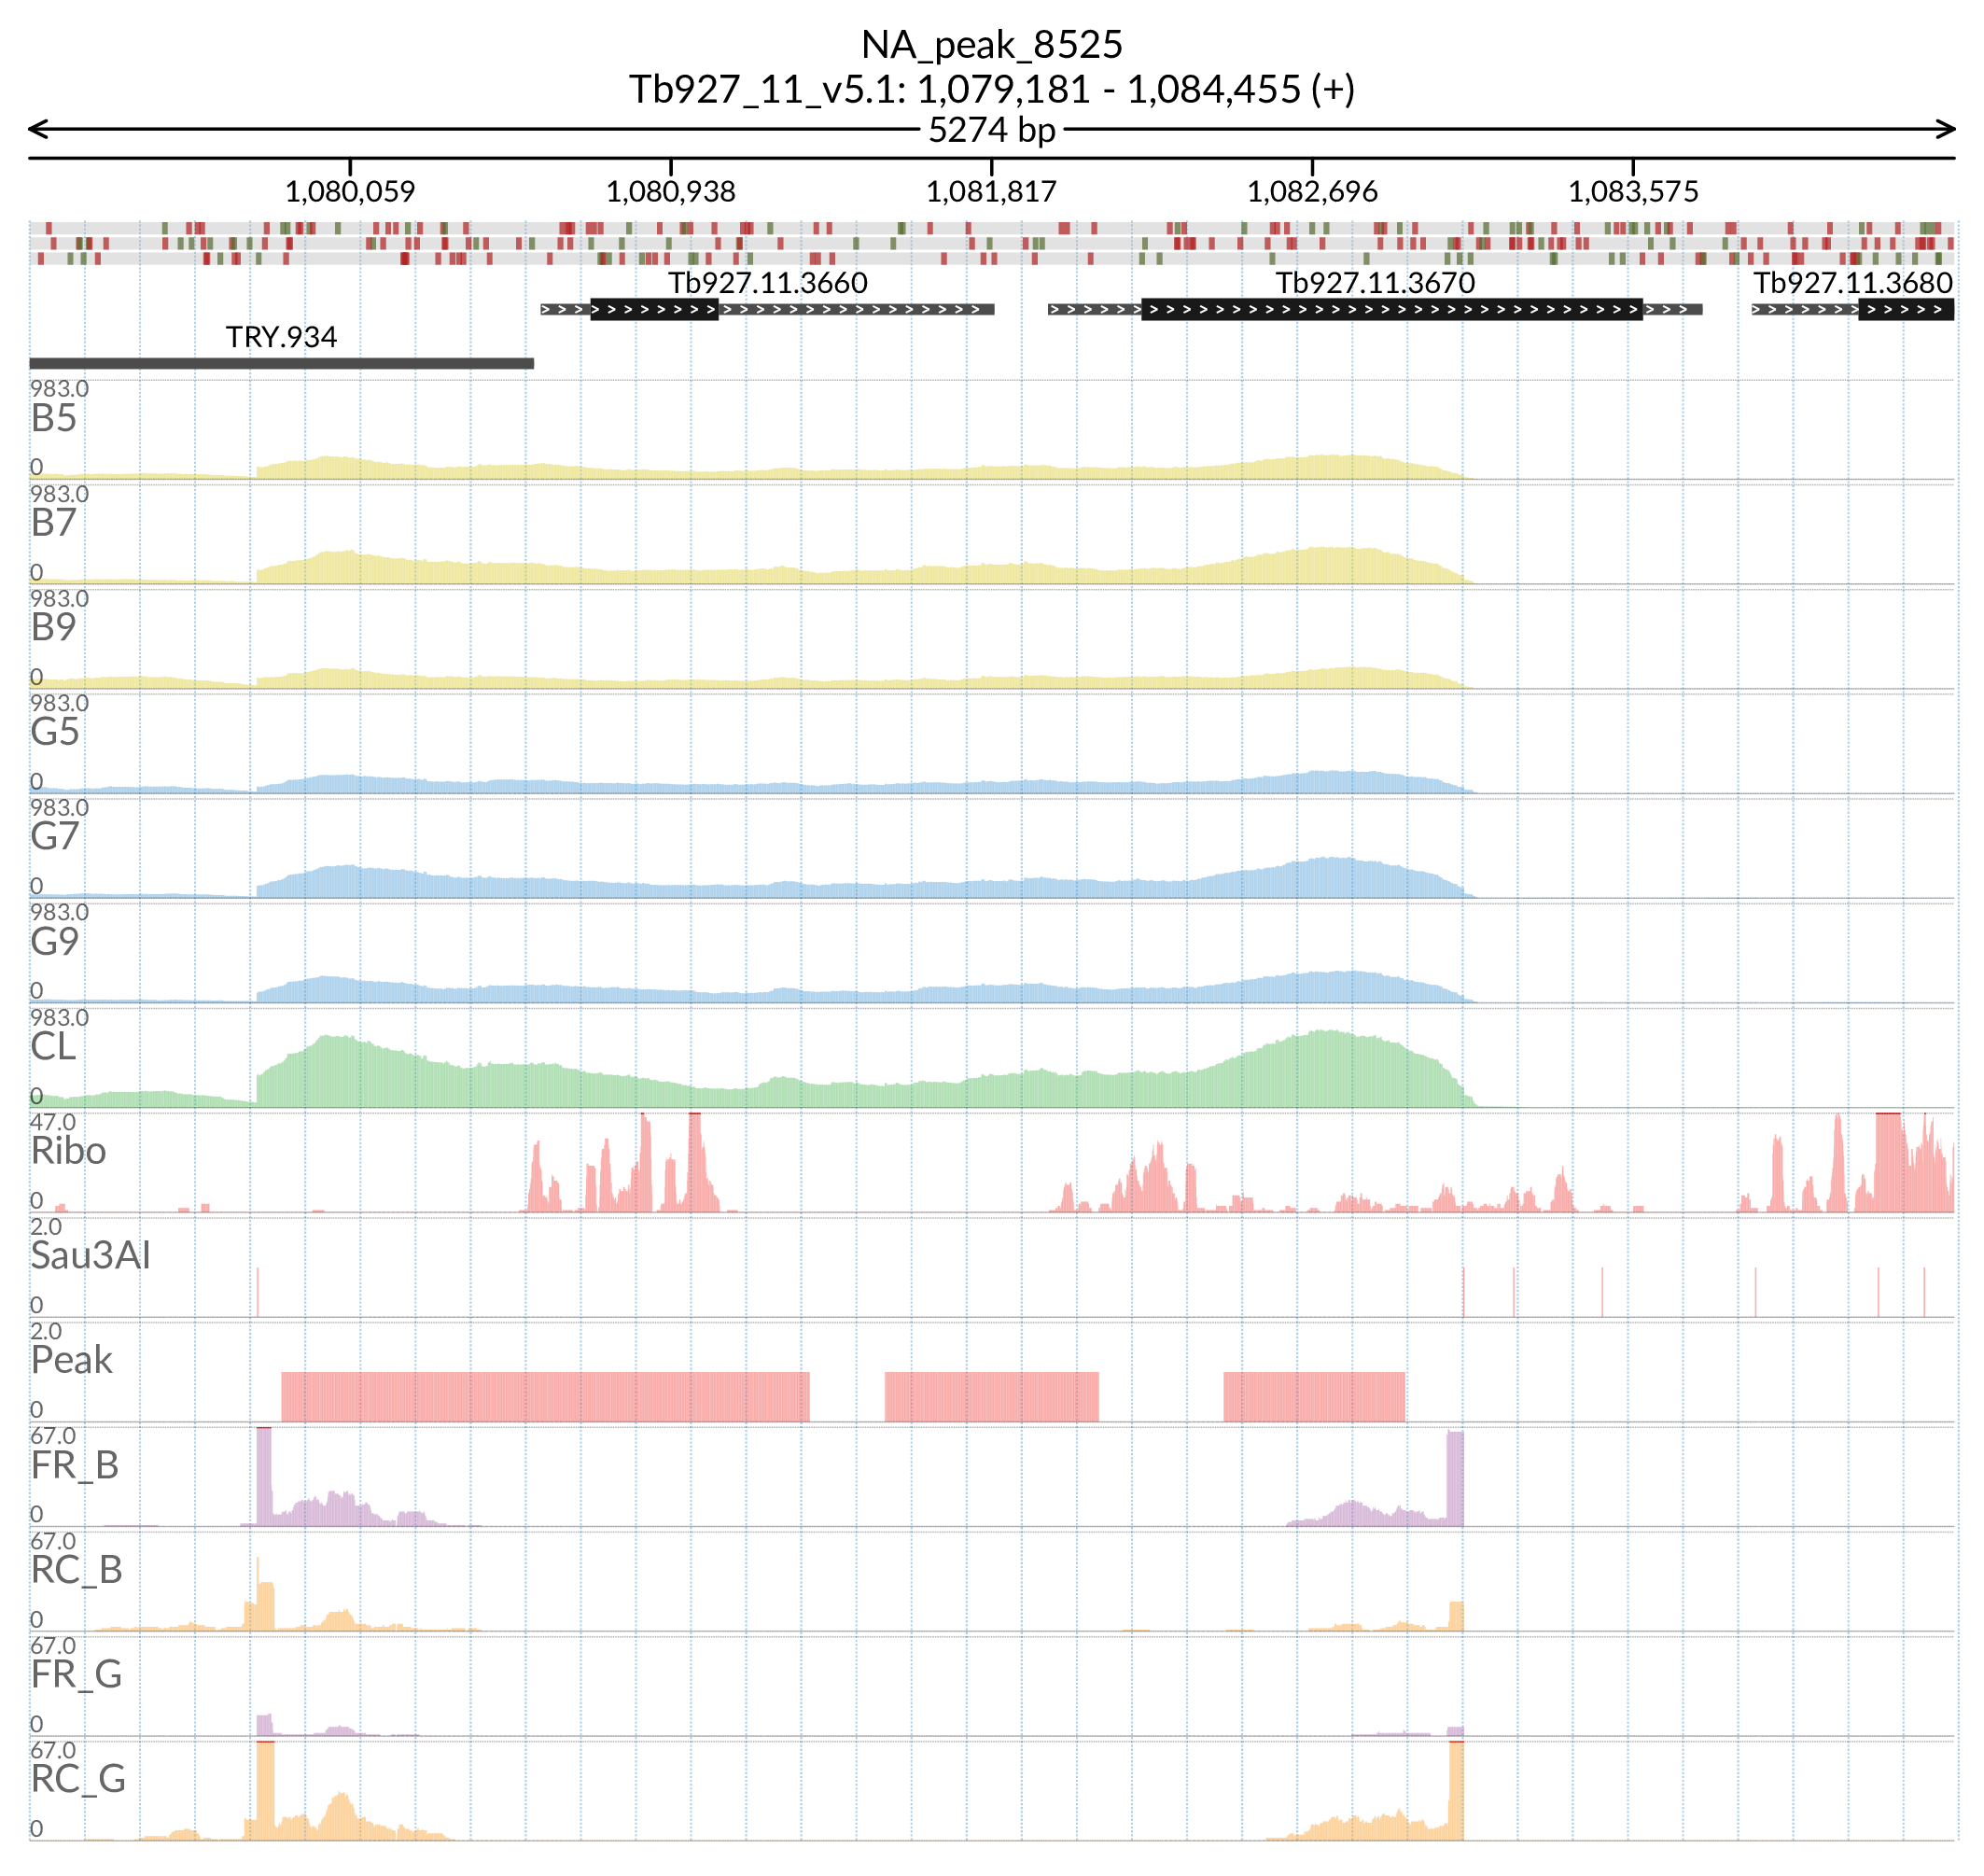 NA_peak_8525
Tb927_11_v5.1: 1,079,181 - 1,084,455 (+)
5274 bp
1,080,059 1,080,938 1,081,817 1,082,696 1,083,575
Tb927.11.3660 Tb927.11.3670 Tb927.11.3680
TRY.934
983.0
B5
0
983.0
B7
0
983.0
B9
0
983.0
G5
0
983.0
G7
0
983.0
G9
0
983.0
CL
0
47.0
Ribo
0
2.0
Sau3AI
0
2.0
Peak
0
67.0
FR_B
0
67.0
RC_B
0
67.0
FR_G
0
67.0
RC_G
0